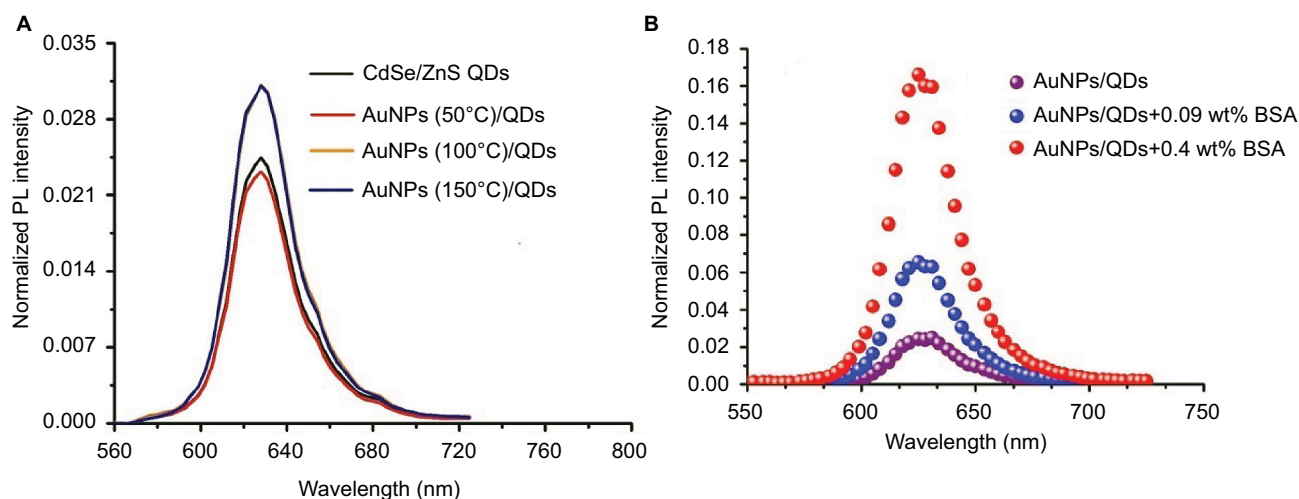 A
0.035
0.028
0.021
0.014
0.007
0.000
Normalized PL intensity
CdSe/ZnS QDs
AuNPs (50°C)/QDs
AuNPs (100°C)/QDs
AuNPs (150°C)/QDs
560 600 640 680 720 760 800
Wavelength (nm)
B
0.18
0.16
0.14
0.12
0.10
0.08
0.06
0.04
0.02
0.00
Normalized PL intensity
AuNPs/QDs
AuNPs/QDs+0.09 wt% BSA
AuNPs/QDs+0.4 wt% BSA
550 600 650 700 750
Wavelength (nm)